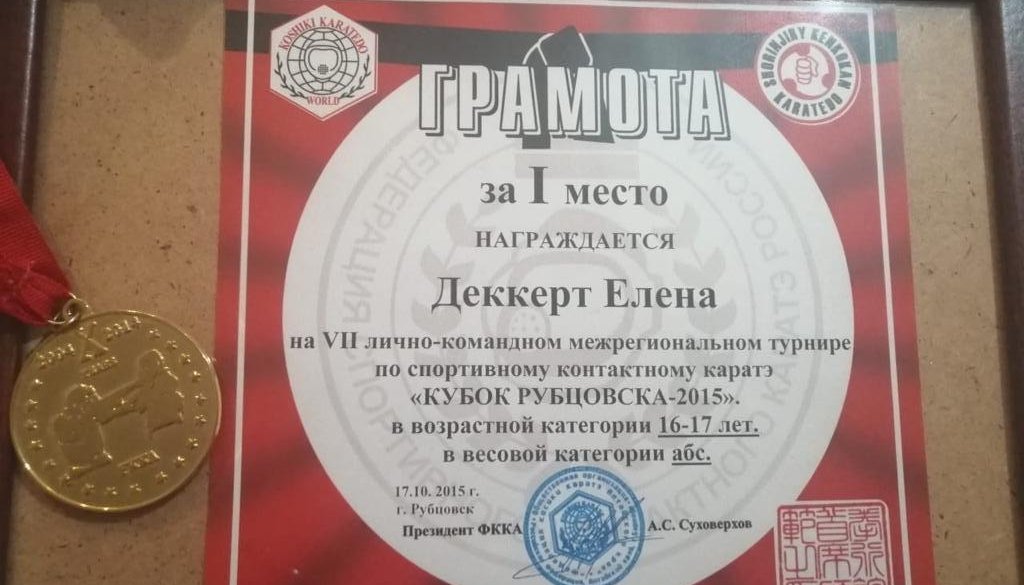 KOSHIKI KARATEDO
WORLD
SHORINJIRY KENKOKAN
KARATEDO
ГРАМОТА
за I место
НАГРАЖДАЕТСЯ
Деккерт Елена
на VII лично-командном межрегиональном турнире
по спортивному контактному каратэ
«КУБОК РУБЦОВСКА-2015».
в возрастной категории 16-17 лет.
в весовой категории абс.
17.10. 2015 г.
г. Рубцовск
Президент ФККА
А.С. Суховерхов